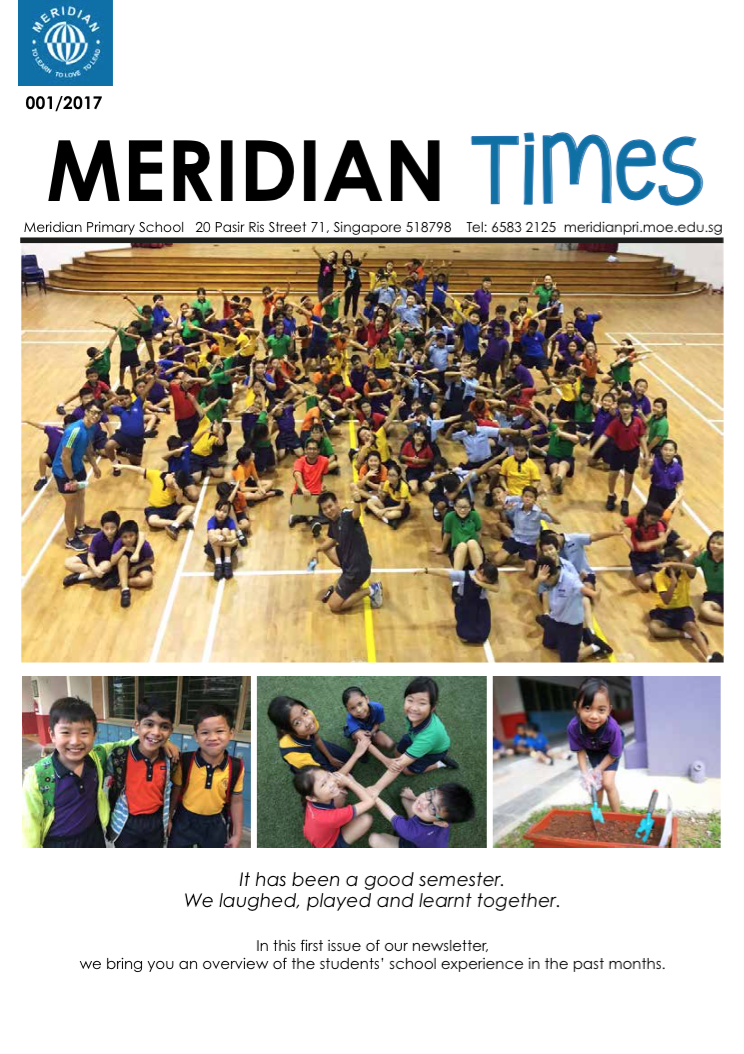 MERIDIAN
TO LEARN TO LOVE TO LEAD
001/2017
MERIDIAN Times
Meridian Primary School 20 Pasir Ris Street 71, Singapore 518798 Tel: 6583 2125 meridianpri.moe.edu.sg
It has been a good semester.
We laughed, played and learnt together.
In this first issue of our newsletter,
we bring you an overview of the students' school experience in the past months.